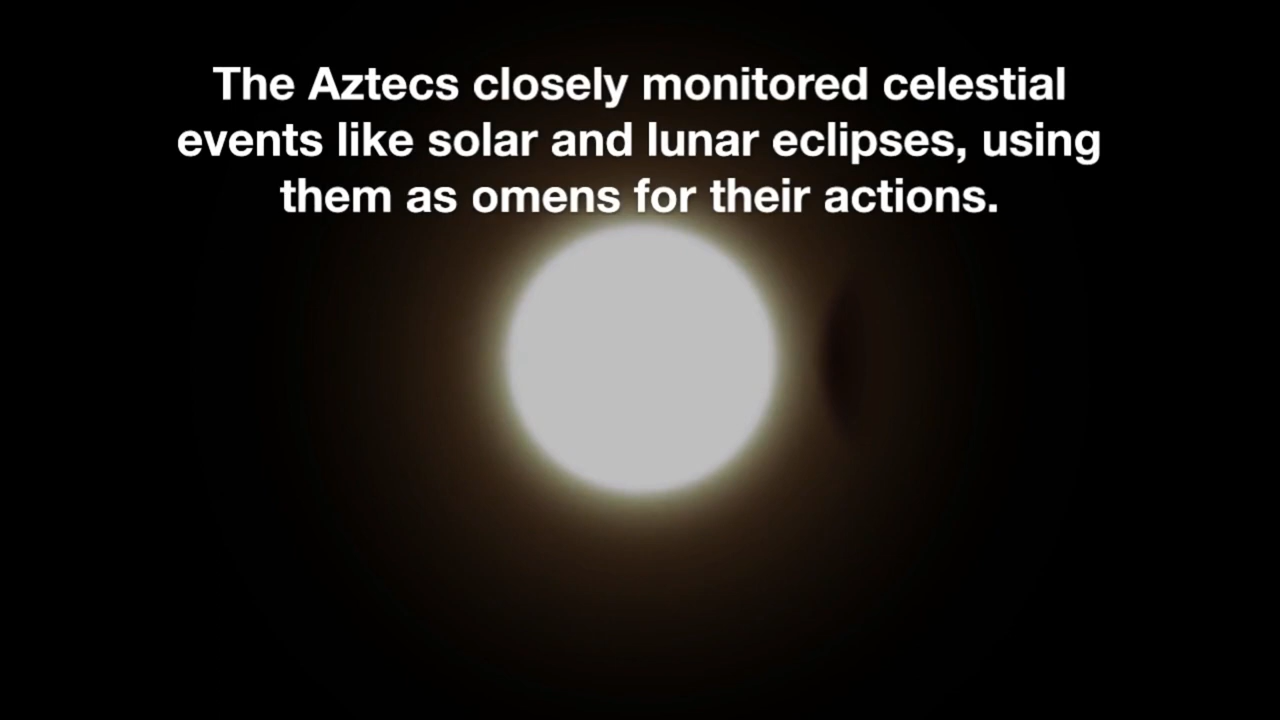 The Aztecs closely monitored celestial
events like solar and lunar eclipses, using
them as omens for their actions.